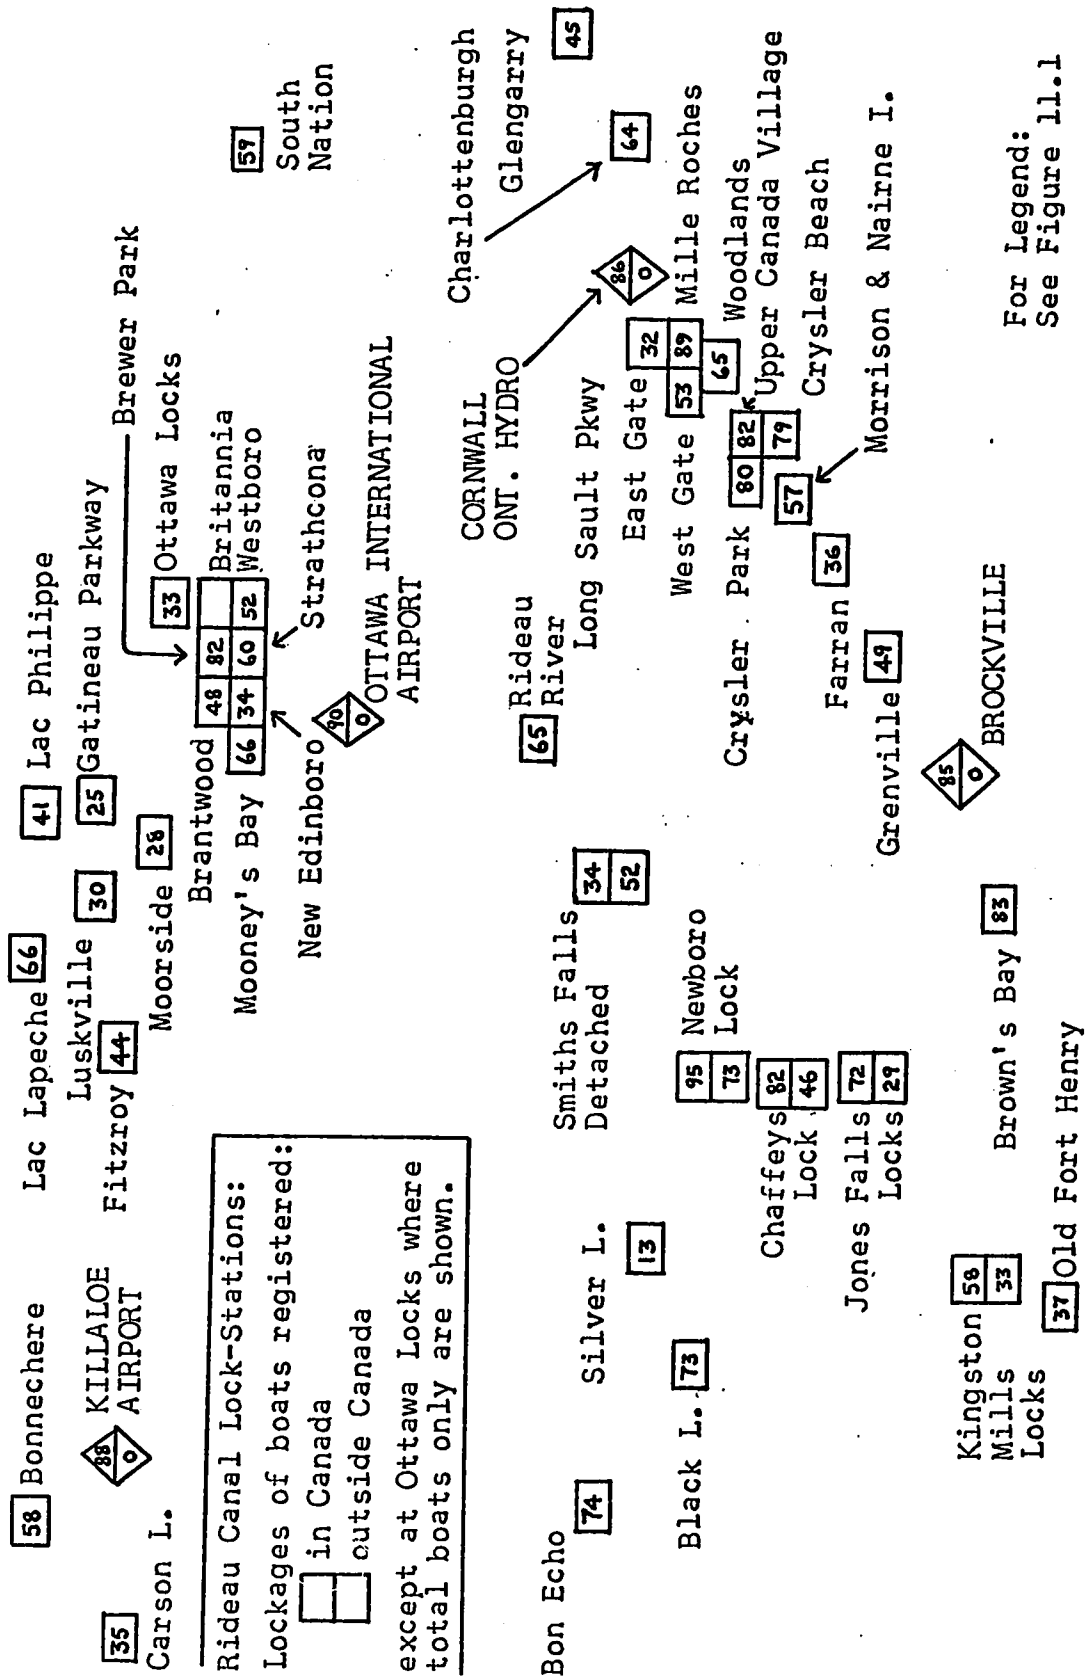 58 Bonnechere
Lac Lapeche 66
41 Lac Philippe
35
Carson L.
88
0
KILLALOE
AIRPORT
Luskville 30
25 Gatineau Parkway
Fitzroy 44
Brewer Park
Moorside 28
33 Ottawa Locks
59
South
Nation
Rideau Canal Lock-Stations:
Lockages of boats registered:
in Canada
outside Canada
except at Ottawa Locks where
total boats only are shown.
Brantwood 48 82 Britannia
Mooney's Bay 66 34 60 52 Westboro
New Edinboro
Strathcona
90
0
OTTAWA INTERNATIONAL
AIRPORT
Charlottenburgh
Glengarry
45
CORNWALL
ONT. HYDRO
86
0
64
Bon Echo
74
Silver L.
13
Smiths Falls 34
Detached 52
65 Rideau
River
Long Sault Pkwy
East Gate 32
West Gate 53 89 Mille Roches
65 Woodlands
Black L. 73
95 Newboro
73 Lock
Crysler Park 80 82 Upper Canada Village
79 Crysler Beach
57
Morrison & Nairne I.
Chaffeys 82
Lock 46
Farran 36
Jones Falls 72
Locks 29
Grenville 49
85
0
BROCKVILLE
Kingston 58
Mills 33
Locks
Brown's Bay 83
37 Old Fort Henry
For Legend:
See Figure 11.1